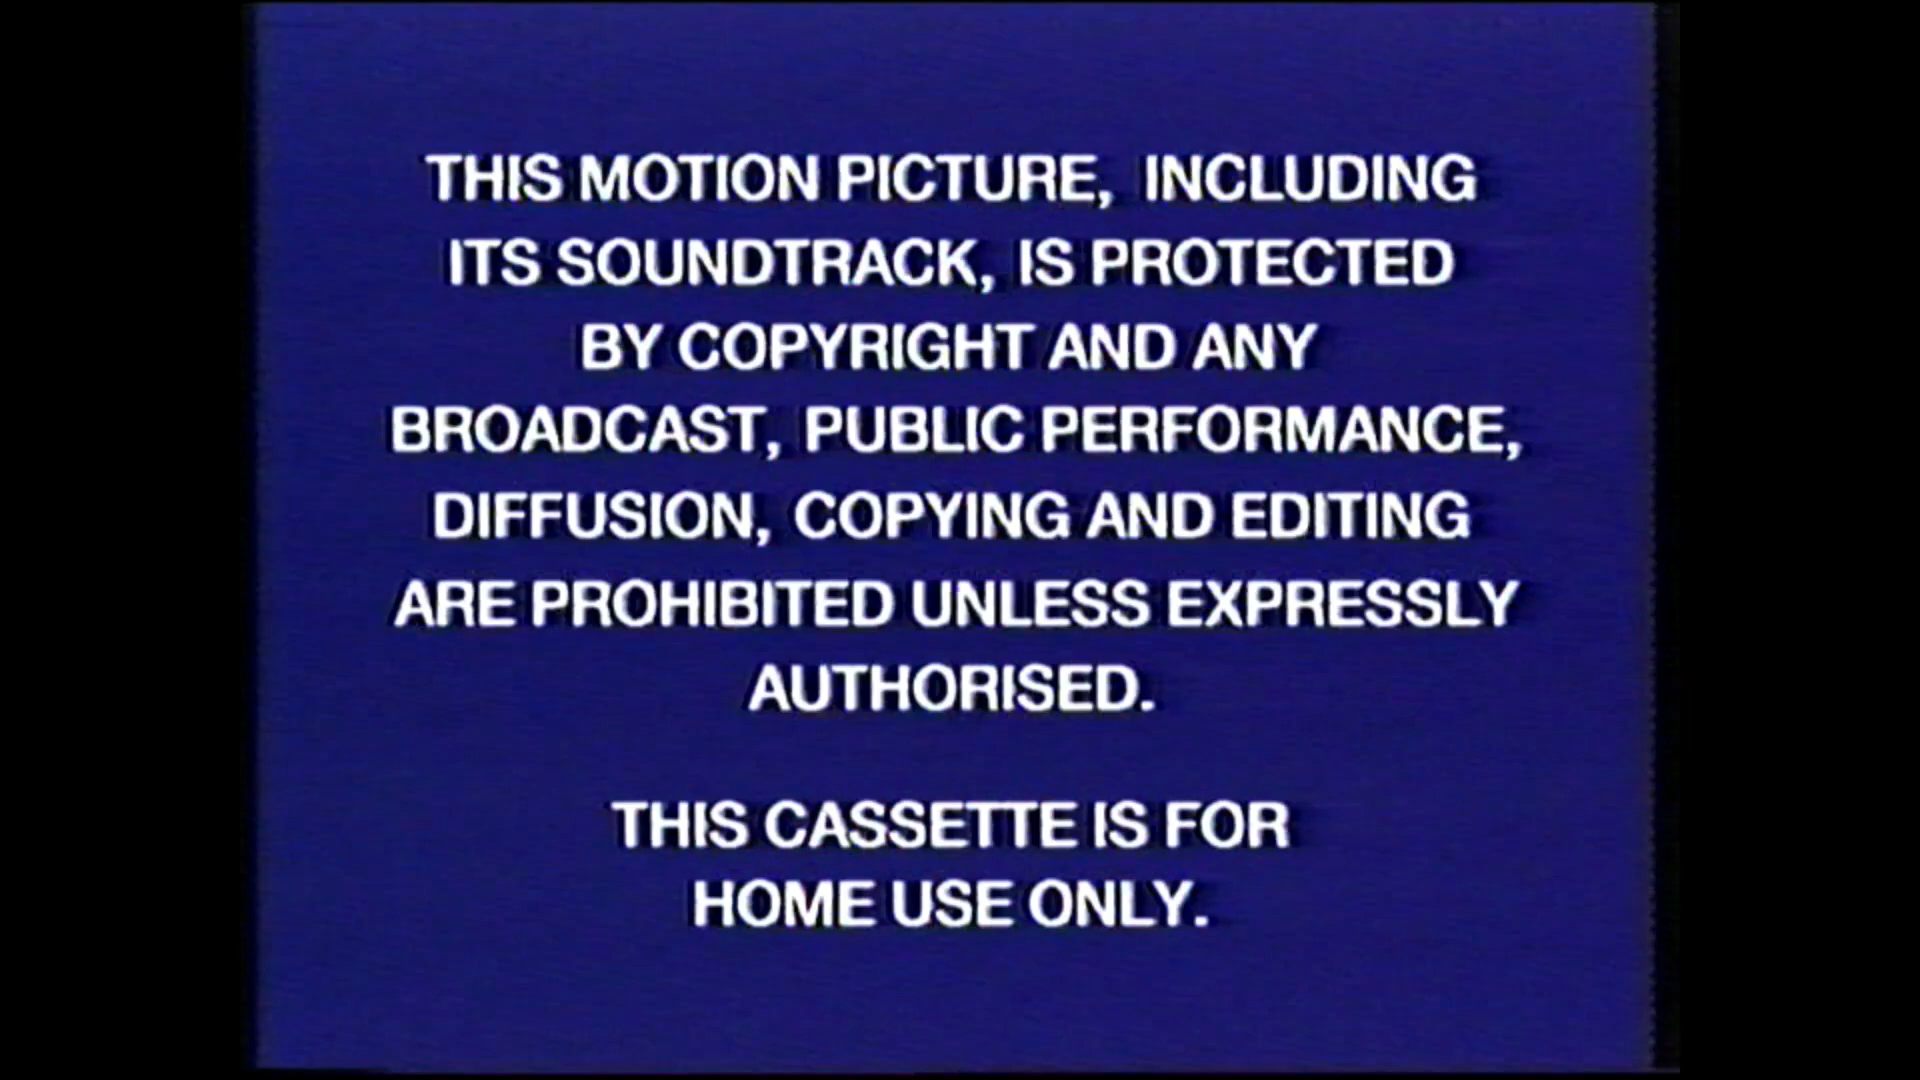 THIS MOTION PICTURE, INCLUDING
ITS SOUNDTRACK, IS PROTECTED
BY COPYRIGHT AND ANY
BROADCAST, PUBLIC PERFORMANCE,
DIFFUSION, COPYING AND EDITING
ARE PROHIBITED UNLESS EXPRESSLY
AUTHORISED.
THIS CASSETTE IS FOR
HOME USE ONLY.